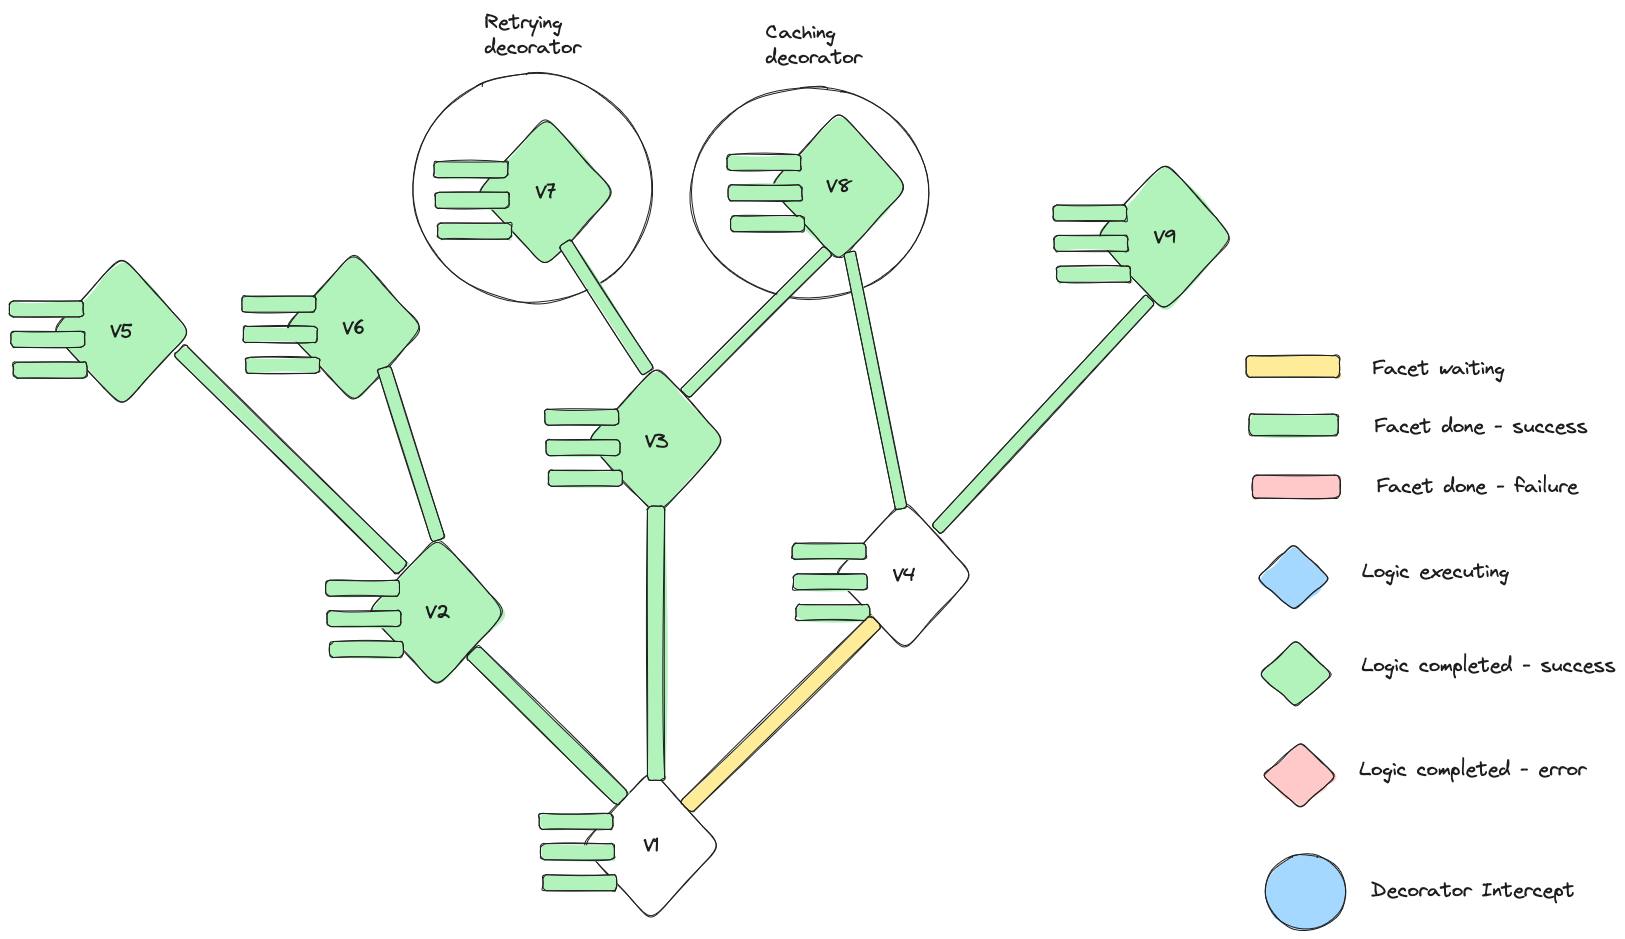 Retrying
decorator
Caching
decorator
V7
V8
V9
V5
V6
V3
V4
V2
V1
Facet waiting
Facet done - success
Facet done - failure
Logic executing
Logic completed - success
Logic completed - error
Decorator Intercept